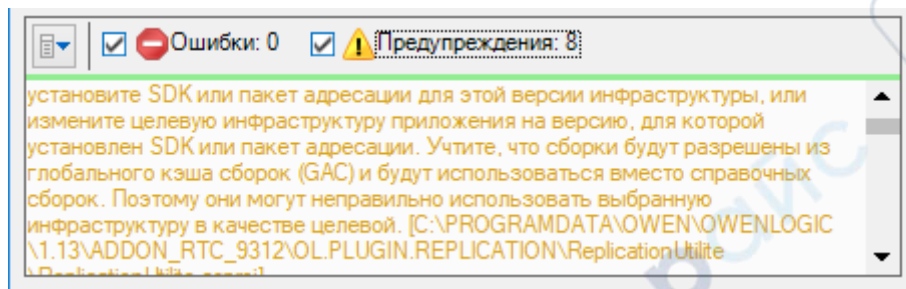 Ошибки: 0 Предупреждения: 8
установите SDK или пакет адресации для этой версии инфраструктуры, или
измените целевую инфраструктуру приложения на версию, для которой
установлен SDK или пакет адресации. Учтите, что сборки будут разрешены из
глобального кэша сборок (GAC) и будут использоваться вместо справочных
сборок. Поэтому они могут неправильно использовать выбранную
инфраструктуру в качестве целевой. [C:\PROGRAMDATA\OWEN\OWENLOGIC
\1.13\ADDON_RTC_9312\OL.PLUGIN.REPLICATION\ReplicationUtilite